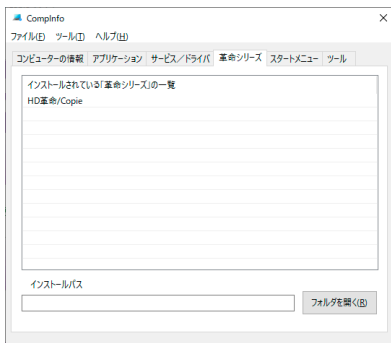 CompInfo
ファイル(F) ツール(T) ヘルプ(H)
コンピューターの情報 アプリケーション サービス／ドライバ 革命シリーズ スタートメニュー ツール
インストールされている「革命シリーズ」の一覧
HD革命/Copie
インストールパス
フォルダを開く(R)